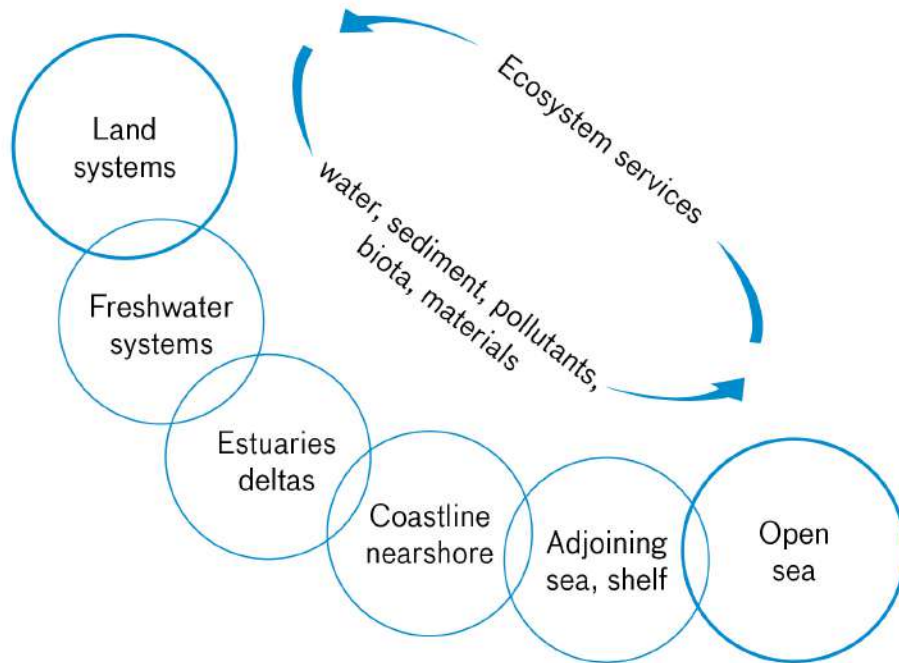 Ecosystem services
Land
systems
water, sediment, pollutants,
biota, materials
Freshwater
systems
Estuaries
deltas
Coastline
nearshore
Adjoining
sea, shelf
Open
sea